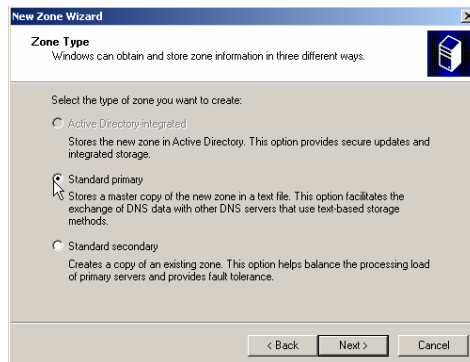 New Zone Wizard
Zone Type
Windows can obtain and store zone information in three different ways.
Select the type of zone you want to create:
Active Directory-integrated
Stores the new zone in Active Directory. This option provides secure updates and
integrated storage.
Standard primary
Stores a master copy of the new zone in a text file. This option facilitates the
exchange of DNS data with other DNS servers that use text-based storage
methods.
Standard secondary
Creates a copy of an existing zone. This option helps balance the processing load
of primary servers and provides fault tolerance.
< Back Next > Cancel